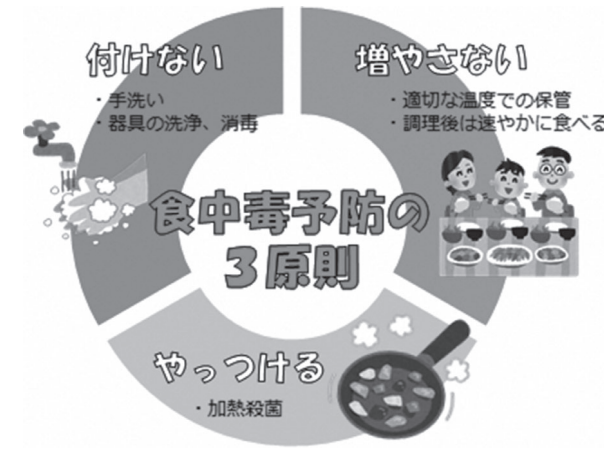 付けない
・手洗い
・器具の洗浄、消毒
増やさない
・適切な温度での保管
・調理後は速やかに食べる
食中毒予防の
3原則
やっつける
・加熱殺菌